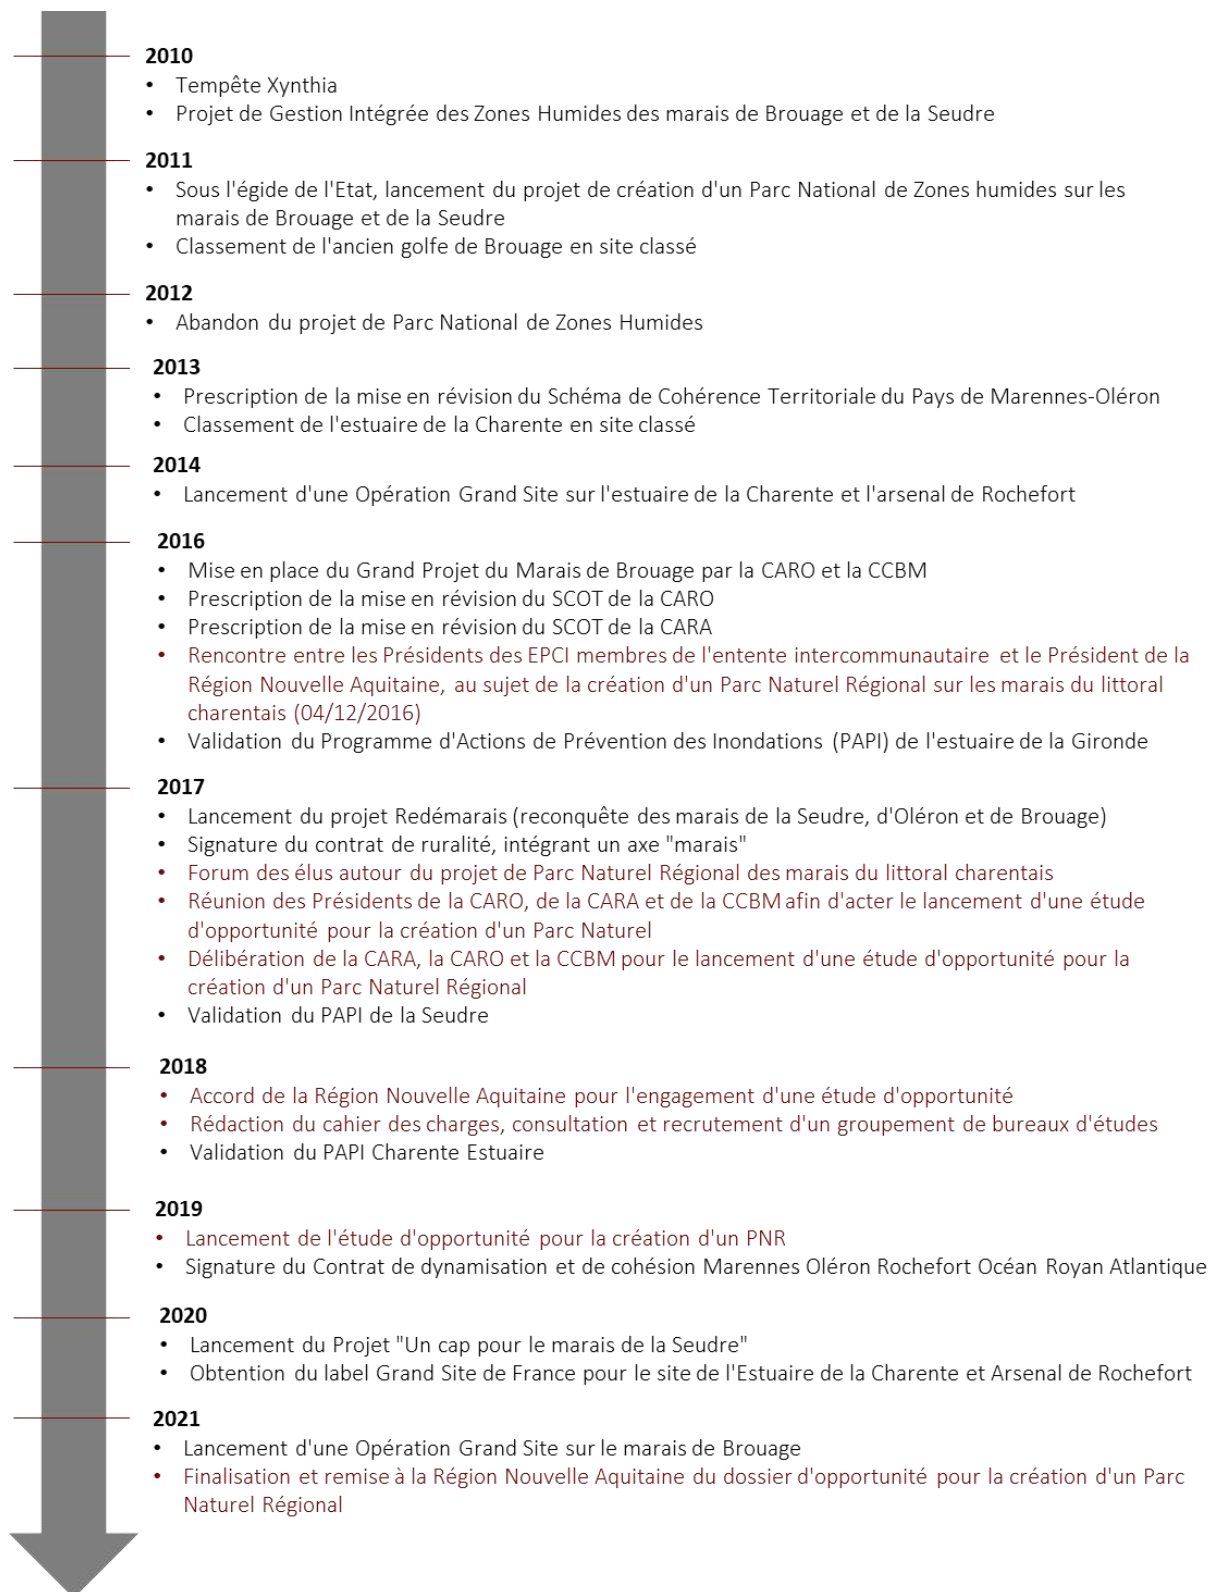 2010
• Tempête Xynthia
• Projet de Gestion Intégrée des Zones Humides des marais de Brouage et de la Seudre
2011
• Sous l'égide de l'Etat, lancement du projet de création d'un Parc National de Zones humides sur les
marais de Brouage et de la Seudre
• Classement de l'ancien golfe de Brouage en site classé
2012
• Abandon du projet de Parc National de Zones Humides
2013
• Prescription de la mise en révision du Schéma de Cohérence Territoriale du Pays de Marennes-Oléron
• Classement de l'estuaire de la Charente en site classé
2014
• Lancement d'une Opération Grand Site sur l'estuaire de la Charente et l'arsenal de Rochefort
2016
• Mise en place du Grand Projet du Marais de Brouage par la CARO et la CCBM
• Prescription de la mise en révision du SCOT de la CARO
• Prescription de la mise en révision du SCOT de la CARA
• Rencontre entre les Présidents des EPCI membres de l'entente intercommunautaire et le Président de la
Région Nouvelle Aquitaine, au sujet de la création d'un Parc Naturel Régional sur les marais du littoral
charentais (04/12/2016)
• Validation du Programme d'Actions de Prévention des Inondations (PAPI) de l'estuaire de la Gironde
2017
• Lancement du projet Redémarais (reconquête des marais de la Seudre, d'Oléron et de Brouage)
• Signature du contrat de ruralité, intégrant un axe "marais"
• Forum des élus autour du projet de Parc Naturel Régional des marais du littoral charentais
• Réunion des Présidents de la CARO, de la CARA et de la CCBM afin d'acter le lancement d'une étude
d'opportunité pour la création d'un Parc Naturel
• Délibération de la CARA, la CARO et la CCBM pour le lancement d'une étude d'opportunité pour la
création d'un Parc Naturel Régional
• Validation du PAPI de la Seudre
2018
• Accord de la Région Nouvelle Aquitaine pour l'engagement d'une étude d'opportunité
• Rédaction du cahier des charges, consultation et recrutement d'un groupement de bureaux d'études
• Validation du PAPI Charente Estuaire
2019
• Lancement de l'étude d'opportunité pour la création d'un PNR
• Signature du Contrat de dynamisation et de cohésion Marennes Oléron Rochefort Océan Royan Atlantique
2020
• Lancement du Projet "Un cap pour le marais de la Seudre"
• Obtention du label Grand Site de France pour le site de l'Estuaire de la Charente et Arsenal de Rochefort
2021
• Lancement d'une Opération Grand Site sur le marais de Brouage
• Finalisation et remise à la Région Nouvelle Aquitaine du dossier d'opportunité pour la création d'un Parc
Naturel Régional